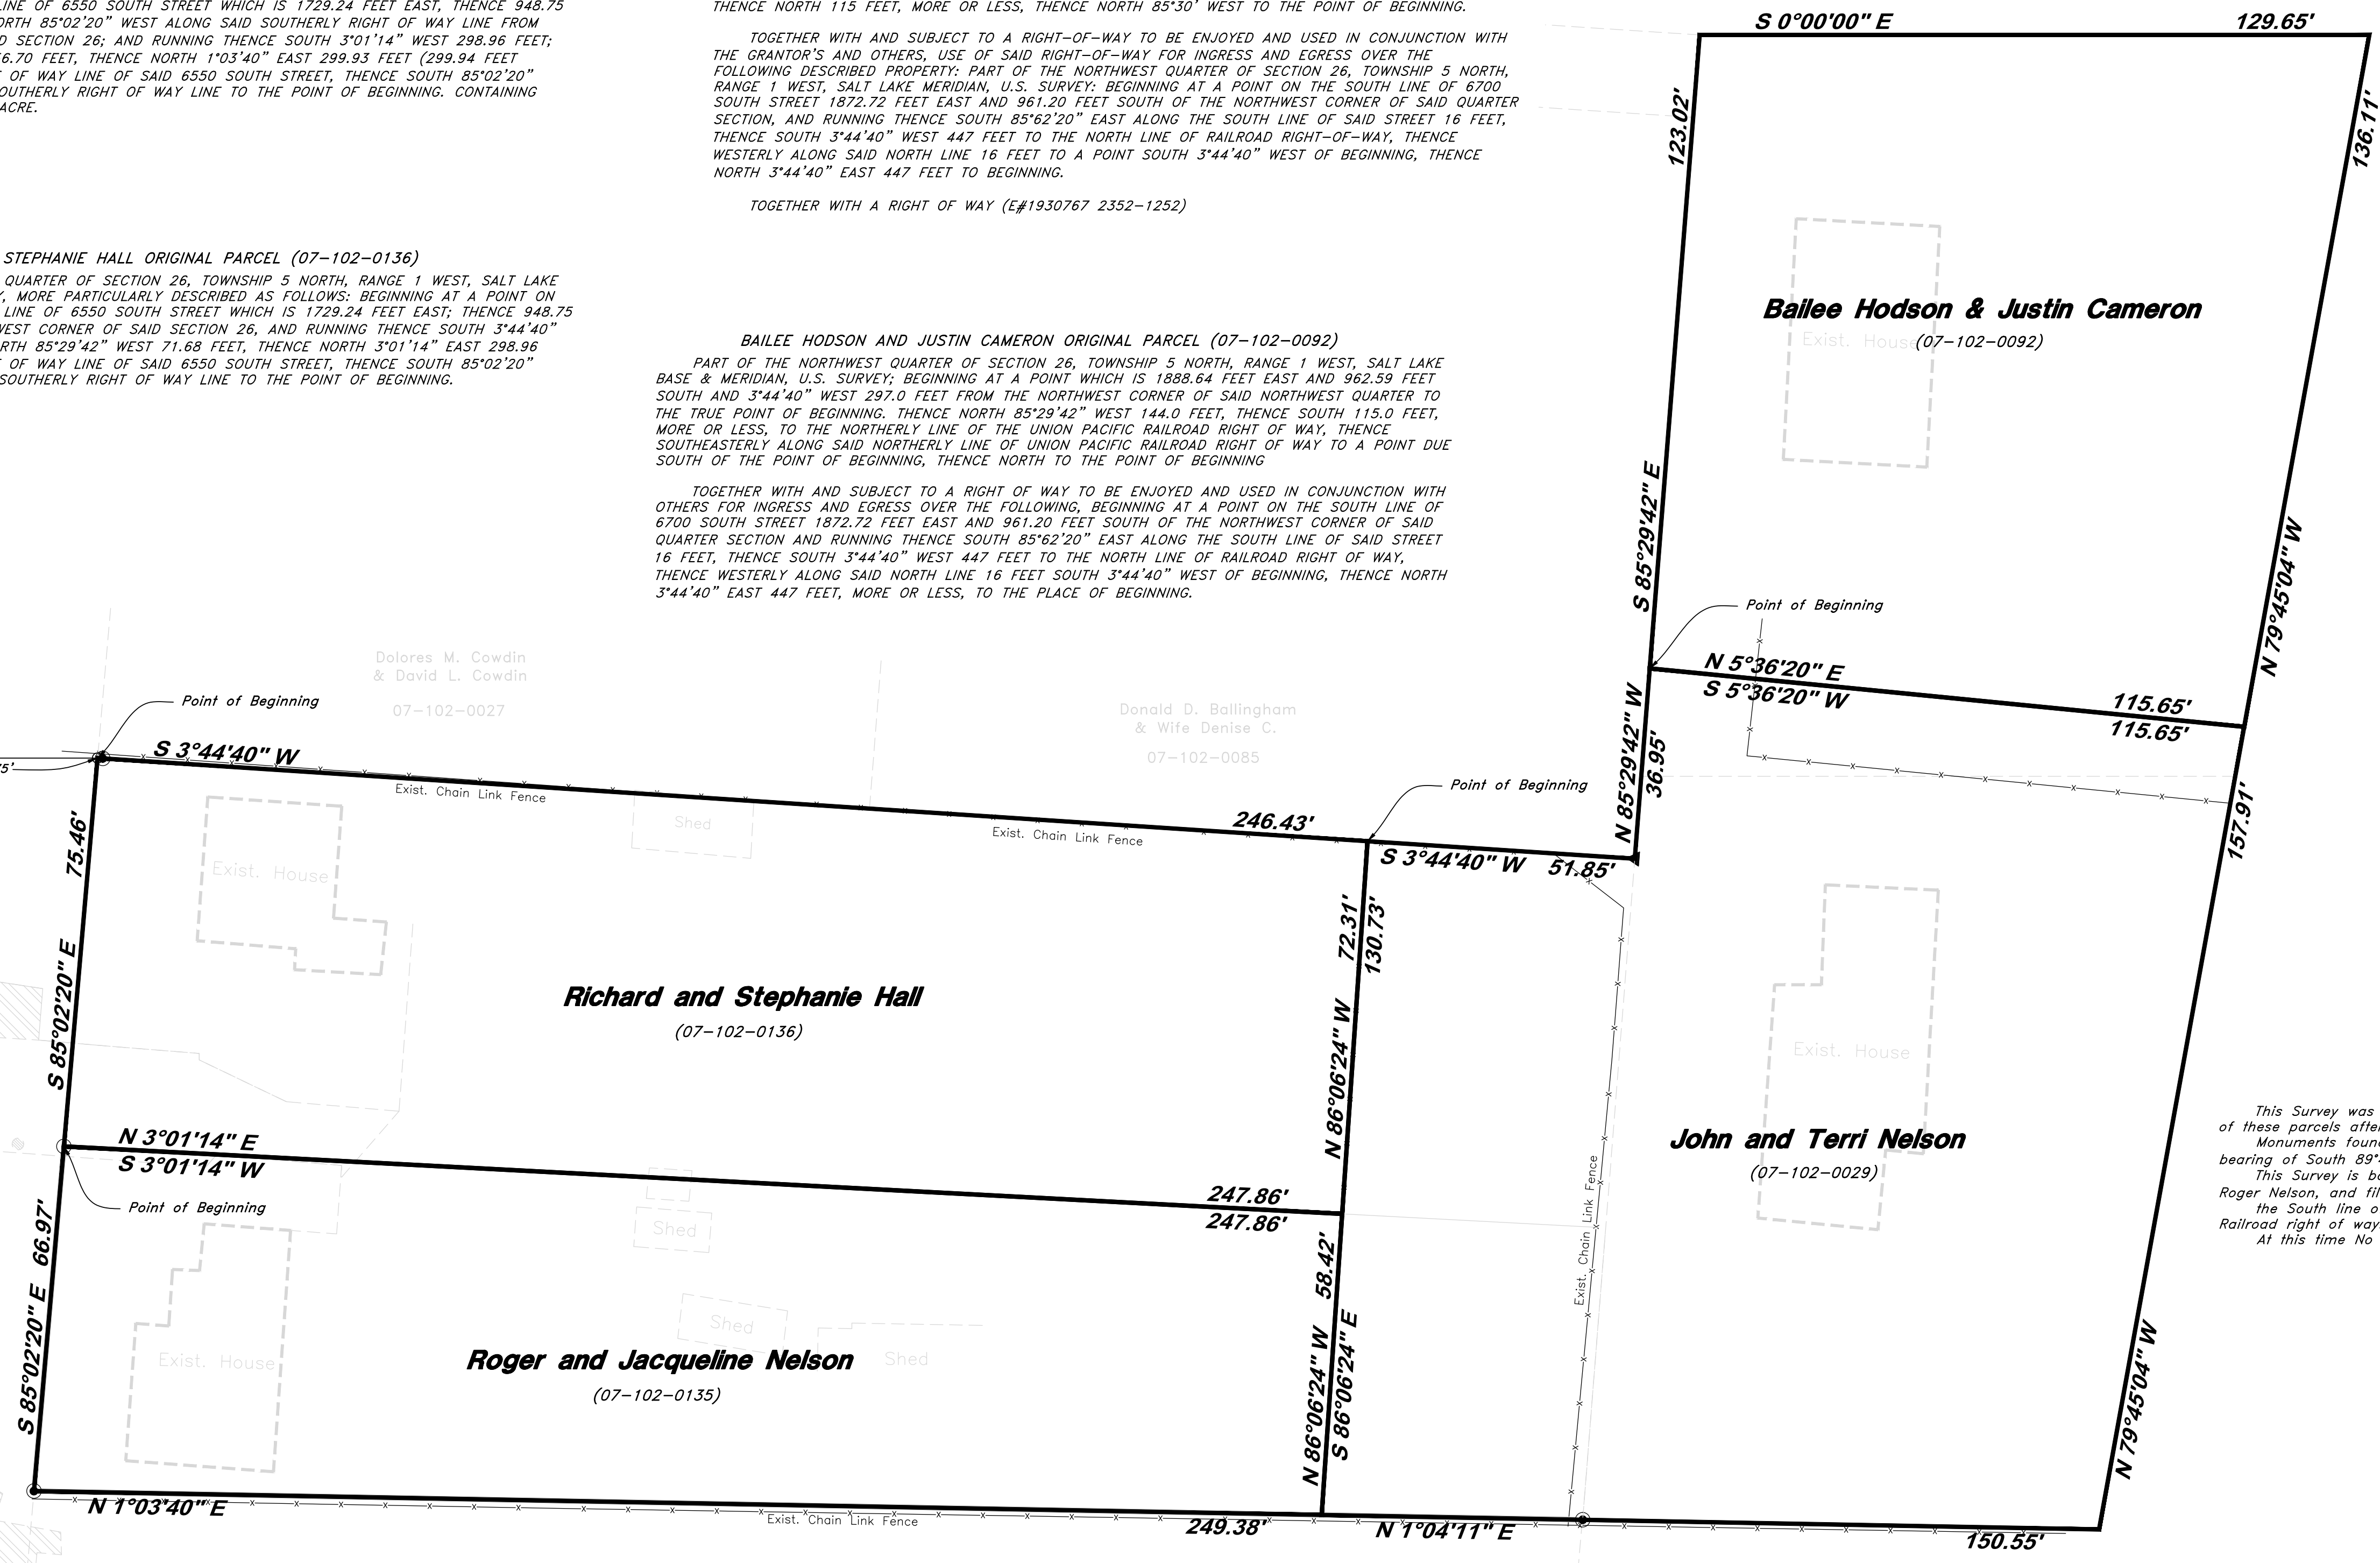 LINE OF 6550 SOUTH STREET WHICH IS 1729.24 FEET EAST, THENCE 948.75
NORTH 85°02'20" WEST ALONG SAID SOUTHERLY RIGHT OF WAY LINE FROM
SECTION 26; AND RUNNING THENCE SOUTH 3°01'14" WEST 298.96 FEET;
6.70 FEET, THENCE NORTH 1°03'40" EAST 299.93 FEET (299.94 FEET
OF WAY LINE OF SAID 6550 SOUTH STREET, THENCE SOUTH 85°02'20"
SOUTHERLY RIGHT OF WAY LINE TO THE POINT OF BEGINNING. CONTAINING
ACRE.
STEPHANIE HALL ORIGINAL PARCEL (07-102-0136)
QUARTER OF SECTION 26, TOWNSHIP 5 NORTH, RANGE 1 WEST, SALT LAKE
, MORE PARTICULARLY DESCRIBED AS FOLLOWS: BEGINNING AT A POINT ON
LINE OF 6550 SOUTH STREET WHICH IS 1729.24 FEET EAST; THENCE 948.75
WEST CORNER OF SAID SECTION 26, AND RUNNING THENCE SOUTH 3°44'40"
RTH 85°29'42" WEST 71.68 FEET, THENCE NORTH 3°01'14" EAST 298.96
OF WAY LINE OF SAID 6550 SOUTH STREET, THENCE SOUTH 85°02'20"
SOUTHERLY RIGHT OF WAY LINE TO THE POINT OF BEGINNING.
THENCE NORTH 115 FEET, MORE OR LESS, THENCE NORTH 85°30' WEST TO THE POINT OF BEGINNING.
TOGETHER WITH AND SUBJECT TO A RIGHT-OF-WAY TO BE ENJOYED AND USED IN CONJUNCTION WITH
THE GRANTOR'S AND OTHERS, USE OF SAID RIGHT-OF-WAY FOR INGRESS AND EGRESS OVER THE
FOLLOWING DESCRIBED PROPERTY: PART OF THE NORTHWEST QUARTER OF SECTION 26, TOWNSHIP 5 NORTH,
RANGE 1 WEST, SALT LAKE MERIDIAN, U.S. SURVEY: BEGINNING AT A POINT ON THE SOUTH LINE OF 6700
SOUTH STREET 1872.72 FEET EAST AND 961.20 FEET SOUTH OF THE NORTHWEST CORNER OF SAID QUARTER
SECTION, AND RUNNING THENCE SOUTH 85°62'20" EAST ALONG THE SOUTH LINE OF SAID STREET 16 FEET,
THENCE SOUTH 3°44'40" WEST 447 FEET TO THE NORTH LINE OF RAILROAD RIGHT-OF-WAY, THENCE
WESTERLY ALONG SAID NORTH LINE 16 FEET TO A POINT SOUTH 3°44'40" WEST OF BEGINNING, THENCE
NORTH 3°44'40" EAST 447 FEET TO BEGINNING.
TOGETHER WITH A RIGHT OF WAY (E#1930767 2352-1252)
BAILEE HODSON AND JUSTIN CAMERON ORIGINAL PARCEL (07-102-0092)
PART OF THE NORTHWEST QUARTER OF SECTION 26, TOWNSHIP 5 NORTH, RANGE 1 WEST, SALT LAKE
BASE & MERIDIAN, U.S. SURVEY; BEGINNING AT A POINT WHICH IS 1888.64 FEET EAST AND 962.59 FEET
SOUTH AND 3°44'40" WEST 297.0 FEET FROM THE NORTHWEST CORNER OF SAID NORTHWEST QUARTER TO
THE TRUE POINT OF BEGINNING. THENCE NORTH 85°29'42" WEST 144.0 FEET, THENCE SOUTH 115.0 FEET,
MORE OR LESS, TO THE NORTHERLY LINE OF THE UNION PACIFIC RAILROAD RIGHT OF WAY, THENCE
SOUTHEASTERLY ALONG SAID NORTHERLY LINE OF UNION PACIFIC RAILROAD RIGHT OF WAY TO A POINT DUE
SOUTH OF THE POINT OF BEGINNING, THENCE NORTH TO THE POINT OF BEGINNING
TOGETHER WITH AND SUBJECT TO A RIGHT OF WAY TO BE ENJOYED AND USED IN CONJUNCTION WITH
OTHERS FOR INGRESS AND EGRESS OVER THE FOLLOWING, BEGINNING AT A POINT ON THE SOUTH LINE OF
6700 SOUTH STREET 1872.72 FEET EAST AND 961.20 FEET SOUTH OF THE NORTHWEST CORNER OF SAID
QUARTER SECTION AND RUNNING THENCE SOUTH 85°62'20" EAST ALONG THE SOUTH LINE OF SAID STREET
16 FEET, THENCE SOUTH 3°44'40" WEST 447 FEET TO THE NORTH LINE OF RAILROAD RIGHT OF WAY,
THENCE WESTERLY ALONG SAID NORTH LINE 16 FEET SOUTH 3°44'40" WEST OF BEGINNING, THENCE NORTH
3°44'40" EAST 447 FEET, MORE OR LESS, TO THE PLACE OF BEGINNING.
S 0°00'00" E
129.65'
123.02'
136.11'
Bailee Hodson & Justin Cameron
Exist. House
(07-102-0092)
S 85°29'42" E
N 79°45'04" W
Point of Beginning
N 5°36'20" E
S 5°36'20" W
115.65'
115.65'
N 85°29'42" W
36.95'
157.91'
Dolores M. Cowdin
& David L. Cowdin
07-102-0027
Donald D. Ballingham
& Wife Denise C.
07-102-0085
Point of Beginning
75'
S 3°44'40" W
Exist. Chain Link Fence
Shed
246.43'
Exist. Chain Link Fence
Point of Beginning
S 3°44'40" W
51.85'
75.46'
Exist. House
S 85°02'20" E
72.31'
130.73'
Richard and Stephanie Hall
(07-102-0136)
N 86°06'24" W
Exist. House
John and Terri Nelson
(07-102-0029)
Exist. Chain Link Fence
N 3°01'14" E
S 3°01'14" W
247.86'
247.86'
Point of Beginning
66.97'
S 85°02'20" E
Shed
Shed
Shed
Exist. House
Roger and Jacqueline Nelson
(07-102-0135)
58.42'
N 86°06'24" W
S 86°06'24" E
N 79°45'04" W
N 1°03'40" E
Exist. Chain Link Fence
249.38'
N 1°04'11" E
150.55'
This Survey was
of these parcels after
Monuments foun
bearing of South 89°
This Survey is ba
Roger Nelson, and fil
the South line o
Railroad right of way
At this time No